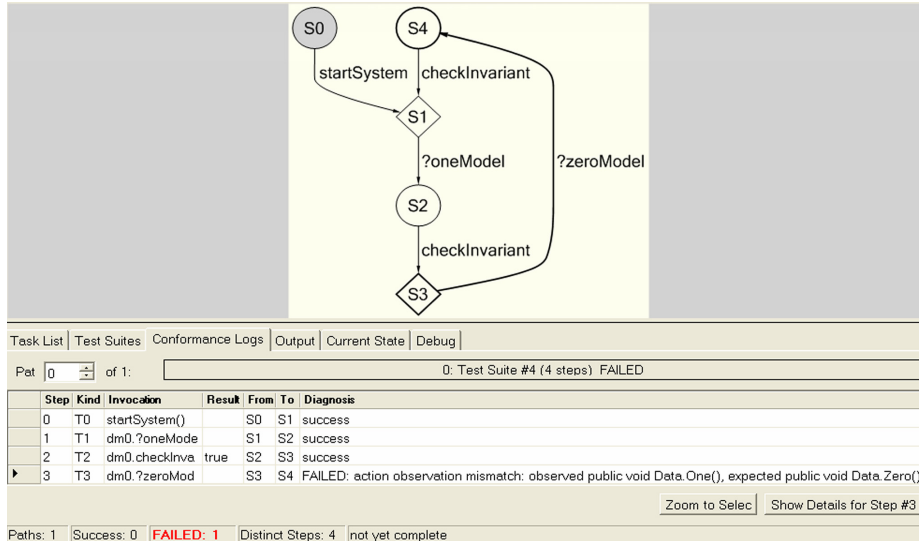 S0 S4
startSystem checkInvariant
S1
?oneModel ?zeroModel
S2
checkInvariant
S3
Task List Test Suites Conformance Logs Output Current State Debug
Pat 0 of 1: 0: Test Suite #4 (4 steps) FAILED
Step Kind Invocation Result From To Diagnosis
0 T0 startSystem() S0 S1 success
1 T1 dm0.?oneMode S1 S2 success
2 T2 dm0.checkInva true S2 S3 success
3 T3 dm0.?zeroMod S3 S4 FAILED: action observation mismatch: observed public void Data.One(), expected public void Data.Zero()
Zoom to Selec Show Details for Step #3
Paths: 1 Success: 0 FAILED: 1 Distinct Steps: 4 not yet complete